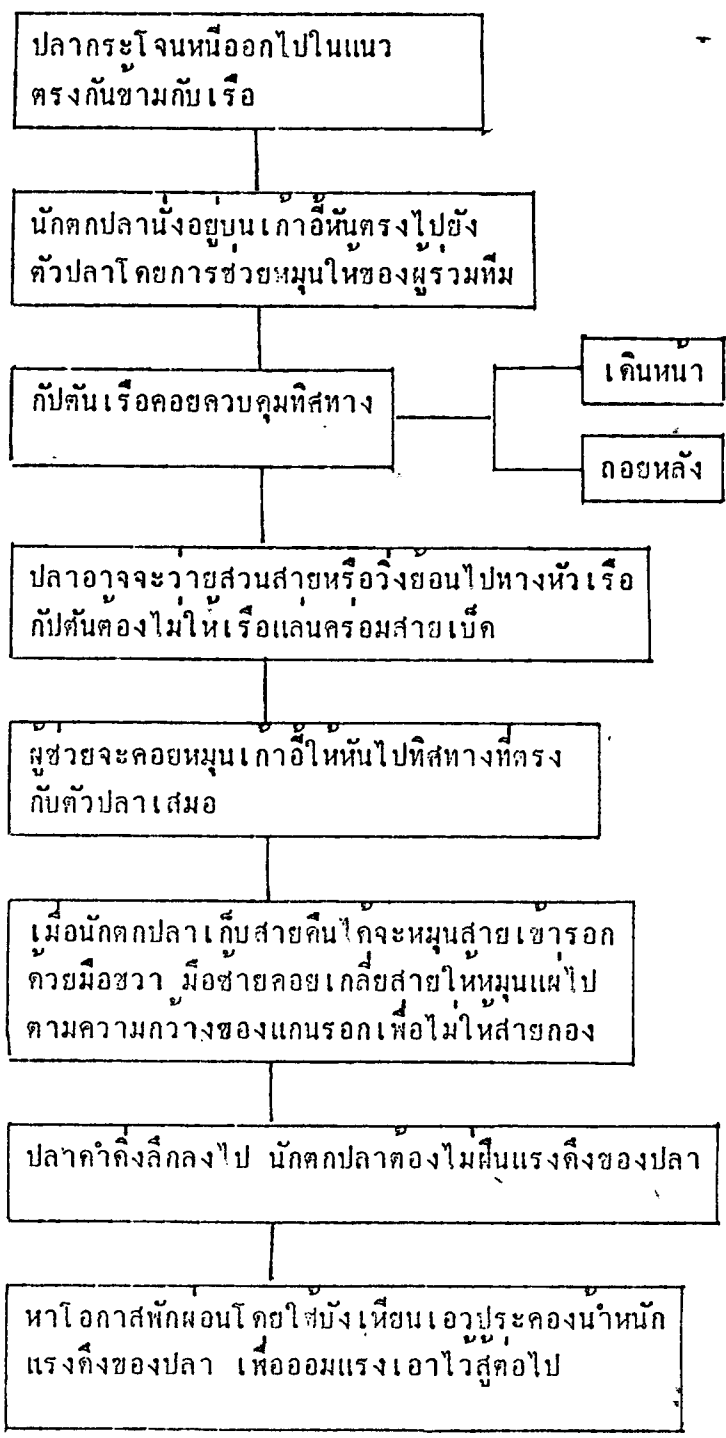 ปลากระโจนหนีออกไปในแนว
ตรงกันข้ามกับเรือ
นักตกปลานั่งอยู่บนเก้าอี้หันตรงไปยัง
ตัวปลาโดยการช่วยหมุนให้ของผู้ร่วมทีม
กัปตันเรือคอยควบคุมทิศทาง
เดินหน้า
ถอยหลัง
ปลาอาจจะว่ายส่วนส่ายหรือวิ่งย้อนไปทางหัวเรือ
กัปตันต้องไม่ให้เรือแล่นคร่อมสายเบ็ด
ผู้ช่วยจะคอยหมุนเก้าอี้ให้หันไปทิศทางที่ตรง
กับตัวปลาเสมอ
เมื่อนักตกปลาเก็บสายคืนได้จะหมุนสายเข้ารอก
ด้วยมือขวา มือซ้ายคอยเกลี่ยสายให้หมุนแผ่ไป
ตามความกว้างของแกนรอกเพื่อไม่ให้สายกอง
ปลาดำดิ่งลึกลงไป นักตกปลาต้องไม่ฝืนแรงดึงของปลา
หาโอกาสพักผ่อนโดยใช้บังเหียนเอวประคองน้ำหนัก
แรงดึงของปลา เพื่อออมแรงเอาไว้สู้ต่อไป